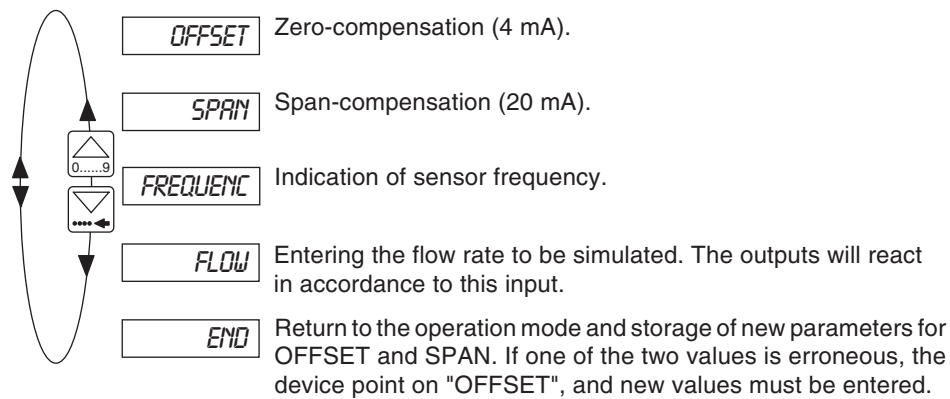 OFFSET Zero-compensation (4 mA).
SPAN Span-compensation (20 mA).
0......9
FREQUENC Indication of sensor frequency.
FLOW Entering the flow rate to be simulated. The outputs will react
in accordance to this input.
END Return to the operation mode and storage of new parameters for
OFFSET and SPAN. If one of the two values is erroneous, the
device point on "OFFSET", and new values must be entered.